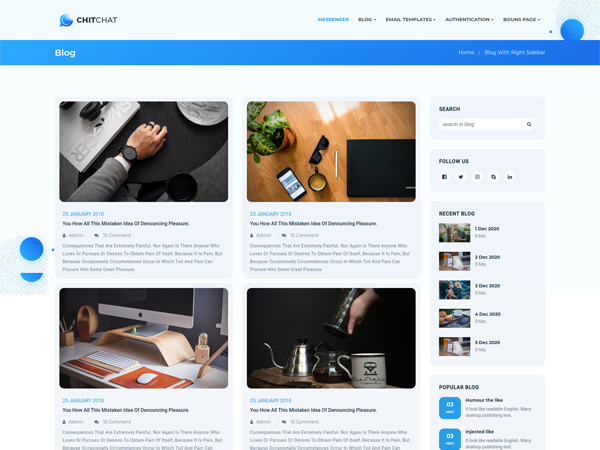 CHITCHAT
MESSENGER BLOG EMAIL TEMPLATES AUTHENTICATION BOUNS PAGE
Blog
Home / Blog With Right Sidebar
25 JANUARY 2018
You How All This Mistaken Idea Of Denouncing Pleasure.
Admin 10 Comment
Consequences That Are Extremely Painful. Nor Again Is There Anyone Who
Loves Or Pursues Or Desires To Obtain Pain Of Itself, Because It Is Pain, But
Because Occasionally Circumstances Occur In Which Toil And Pain Can
Procure Him Some Great Pleasure.
25 JANUARY 2018
You How All This Mistaken Idea Of Denouncing Pleasure.
Admin 10 Comment
Consequences That Are Extremely Painful. Nor Again Is There Anyone Who
Loves Or Pursues Or Desires To Obtain Pain Of Itself, Because It Is Pain, But
Because Occasionally Circumstances Occur In Which Toil And Pain Can
Procure Him Some Great Pleasure.
25 JANUARY 2018
You How All This Mistaken Idea Of Denouncing Pleasure.
Admin 10 Comment
Consequences That Are Extremely Painful. Nor Again Is There Anyone Who
Loves Or Pursues Or Desires To Obtain Pain Of Itself, Because It Is Pain, But
Because Occasionally Circumstances Occur In Which Toil And Pain Can
25 JANUARY 2018
You How All This Mistaken Idea Of Denouncing Pleasure.
Admin 10 Comment
Consequences That Are Extremely Painful. Nor Again Is There Anyone Who
Loves Or Pursues Or Desires To Obtain Pain Of Itself, Because It Is Pain, But
Because Occasionally Circumstances Occur In Which Toil And Pain Can
SEARCH
search in blog
FOLLOW US
RECENT BLOG
1 Dec 2020
0 hits
2 Dec 2020
0 hits
3 Dec 2020
0 hits
4 Dec 2020
0 hits
5 Dec 2020
0 hits
POPULAR BLOG
03
MAY
Humour the like
it look like readable English. Many
desktop publishing text.
03
MAY
Injected like
it look like readable English. Many
desktop publishing text.